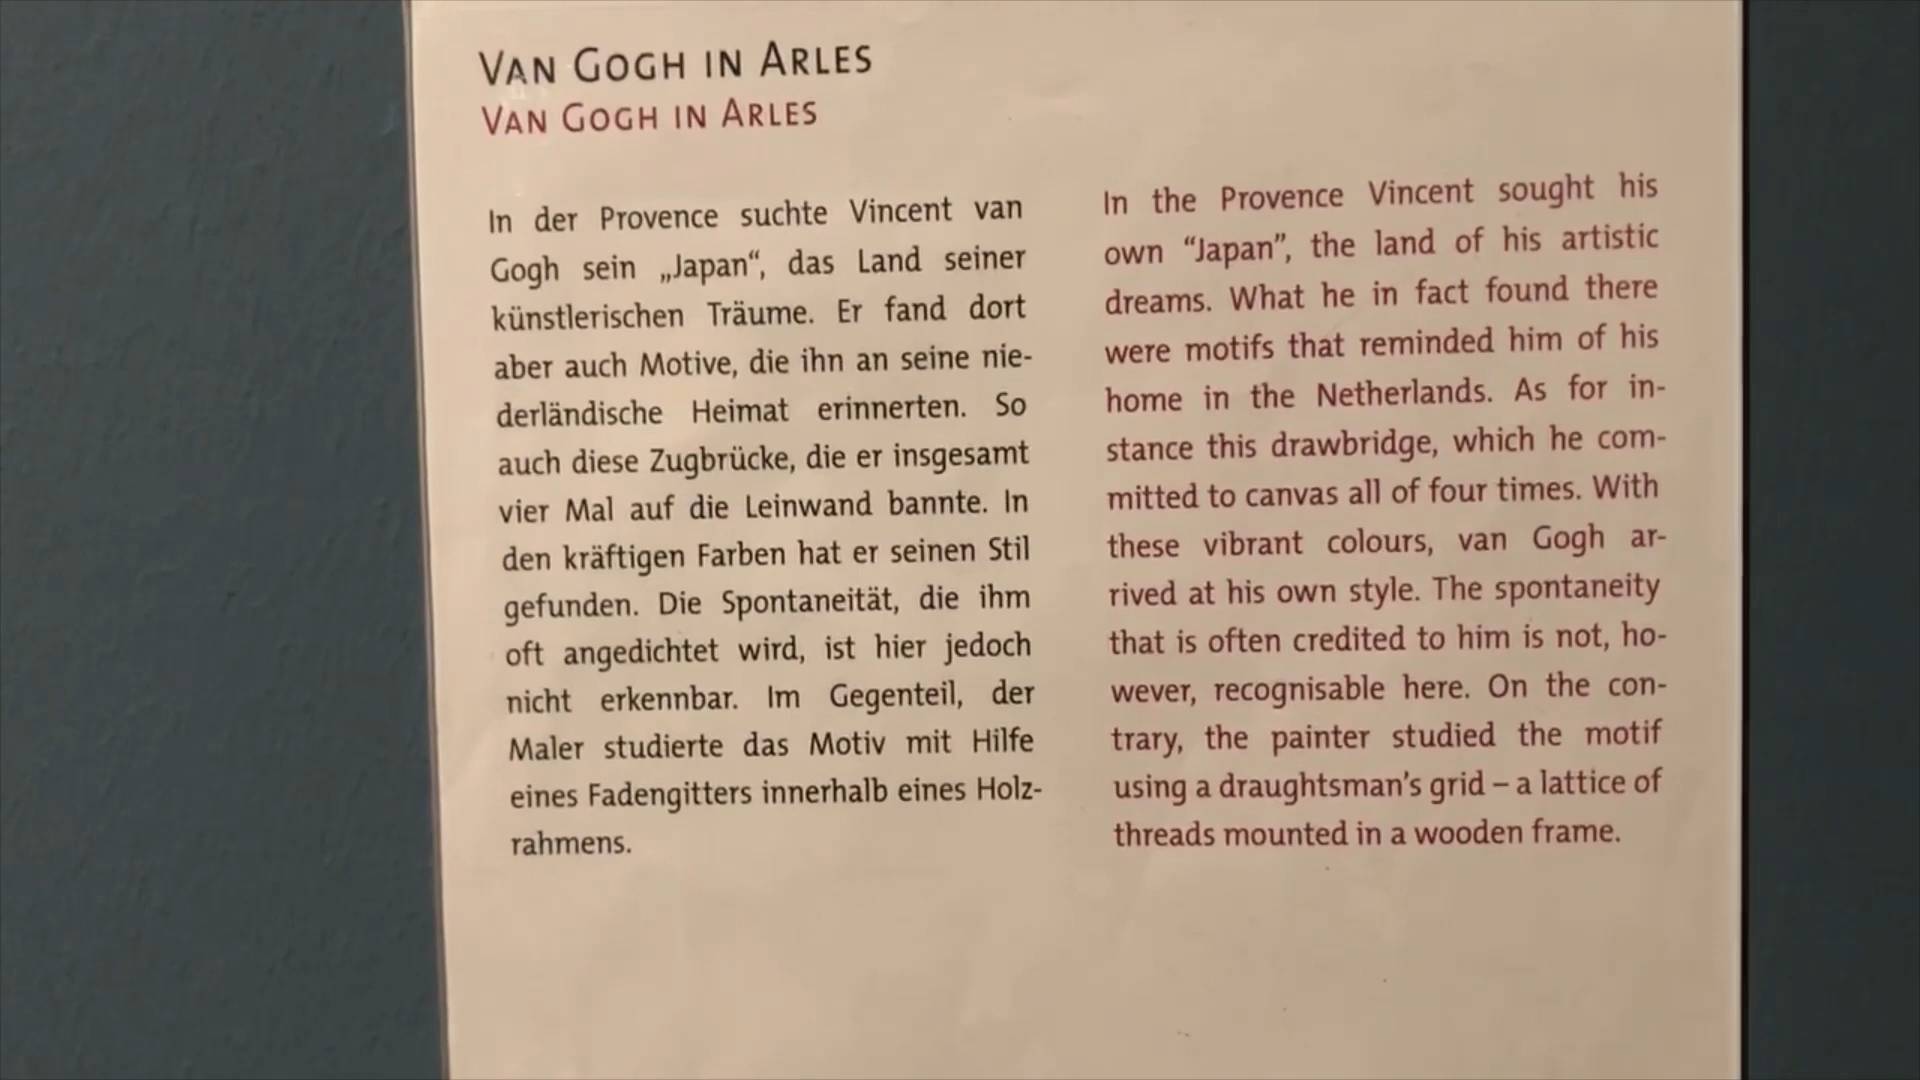 VAN GOGH IN ARLES
VAN GOGH IN ARLES
In der Provence suchte Vincent van
Gogh sein „Japan“, das Land seiner
künstlerischen Träume. Er fand dort
aber auch Motive, die ihn an seine nie-
derländische Heimat erinnerten. So
auch diese Zugbrücke, die er insgesamt
vier Mal auf die Leinwand bannte. In
den kräftigen Farben hat er seinen Stil
gefunden. Die Spontaneität, die ihm
oft angedichtet wird, ist hier jedoch
nicht erkennbar. Im Gegenteil, der
Maler studierte das Motiv mit Hilfe
eines Fadengitters innerhalb eines Holz-
rahmens.
In the Provence Vincent sought his
own “Japan”, the land of his artistic
dreams. What he in fact found there
were motifs that reminded him of his
home in the Netherlands. As for in-
stance this drawbridge, which he com-
mitted to canvas all of four times. With
these vibrant colours, van Gogh ar-
rived at his own style. The spontaneity
that is often credited to him is not, ho-
wever, recognisable here. On the con-
trary, the painter studied the motif
using a draughtsman’s grid – a lattice of
threads mounted in a wooden frame.